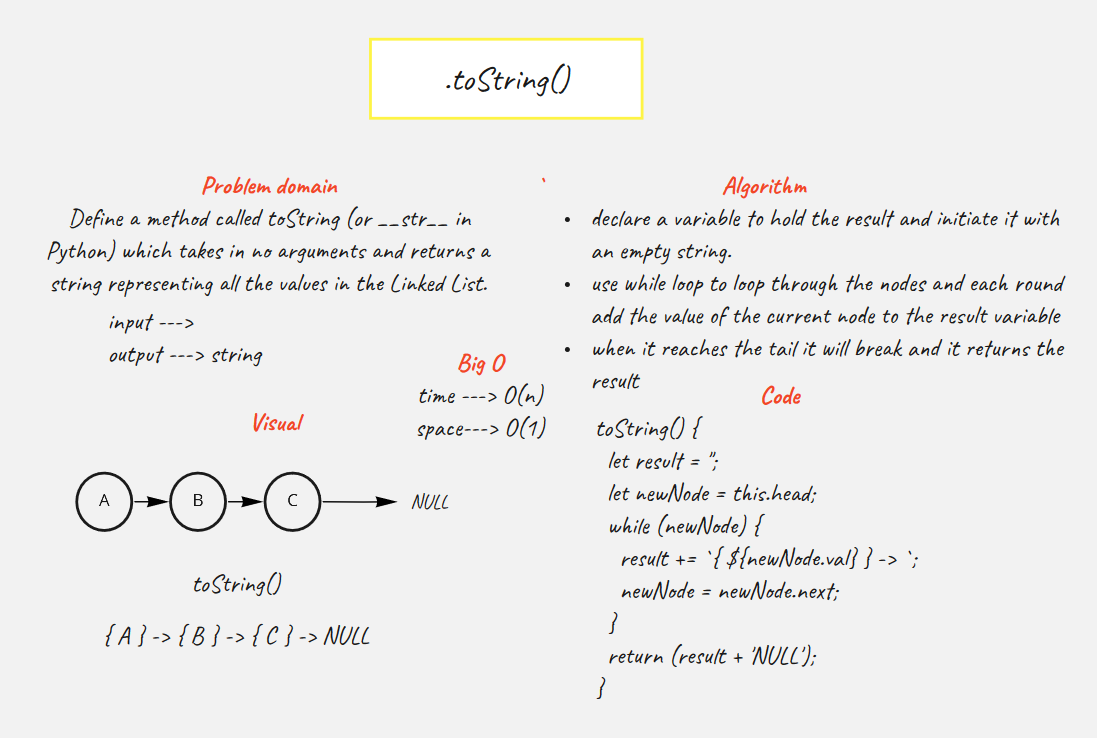 .toString()
Problem domain
Define a method called toString (or __str__ in
Python) which takes in no arguments and returns a
string representing all the values in the Linked List.
input --->
output ---> string
Big O
time ---> O(n)
space---> O(1)
Visual
A B C NULL
toString()
{ A } -> { B } -> { C } -> NULL
`
Algorithm
• declare a variable to hold the result and initiate it with
an empty string.
• use while loop to loop through the nodes and each round
add the value of the current node to the result variable
• when it reaches the tail it will break and it returns the
result
Code
toString() {
let result = '';
let newNode = this.head;
while (newNode) {
result += `{ ${newNode.val} } -> `;
newNode = newNode.next;
}
return (result + 'NULL');
}